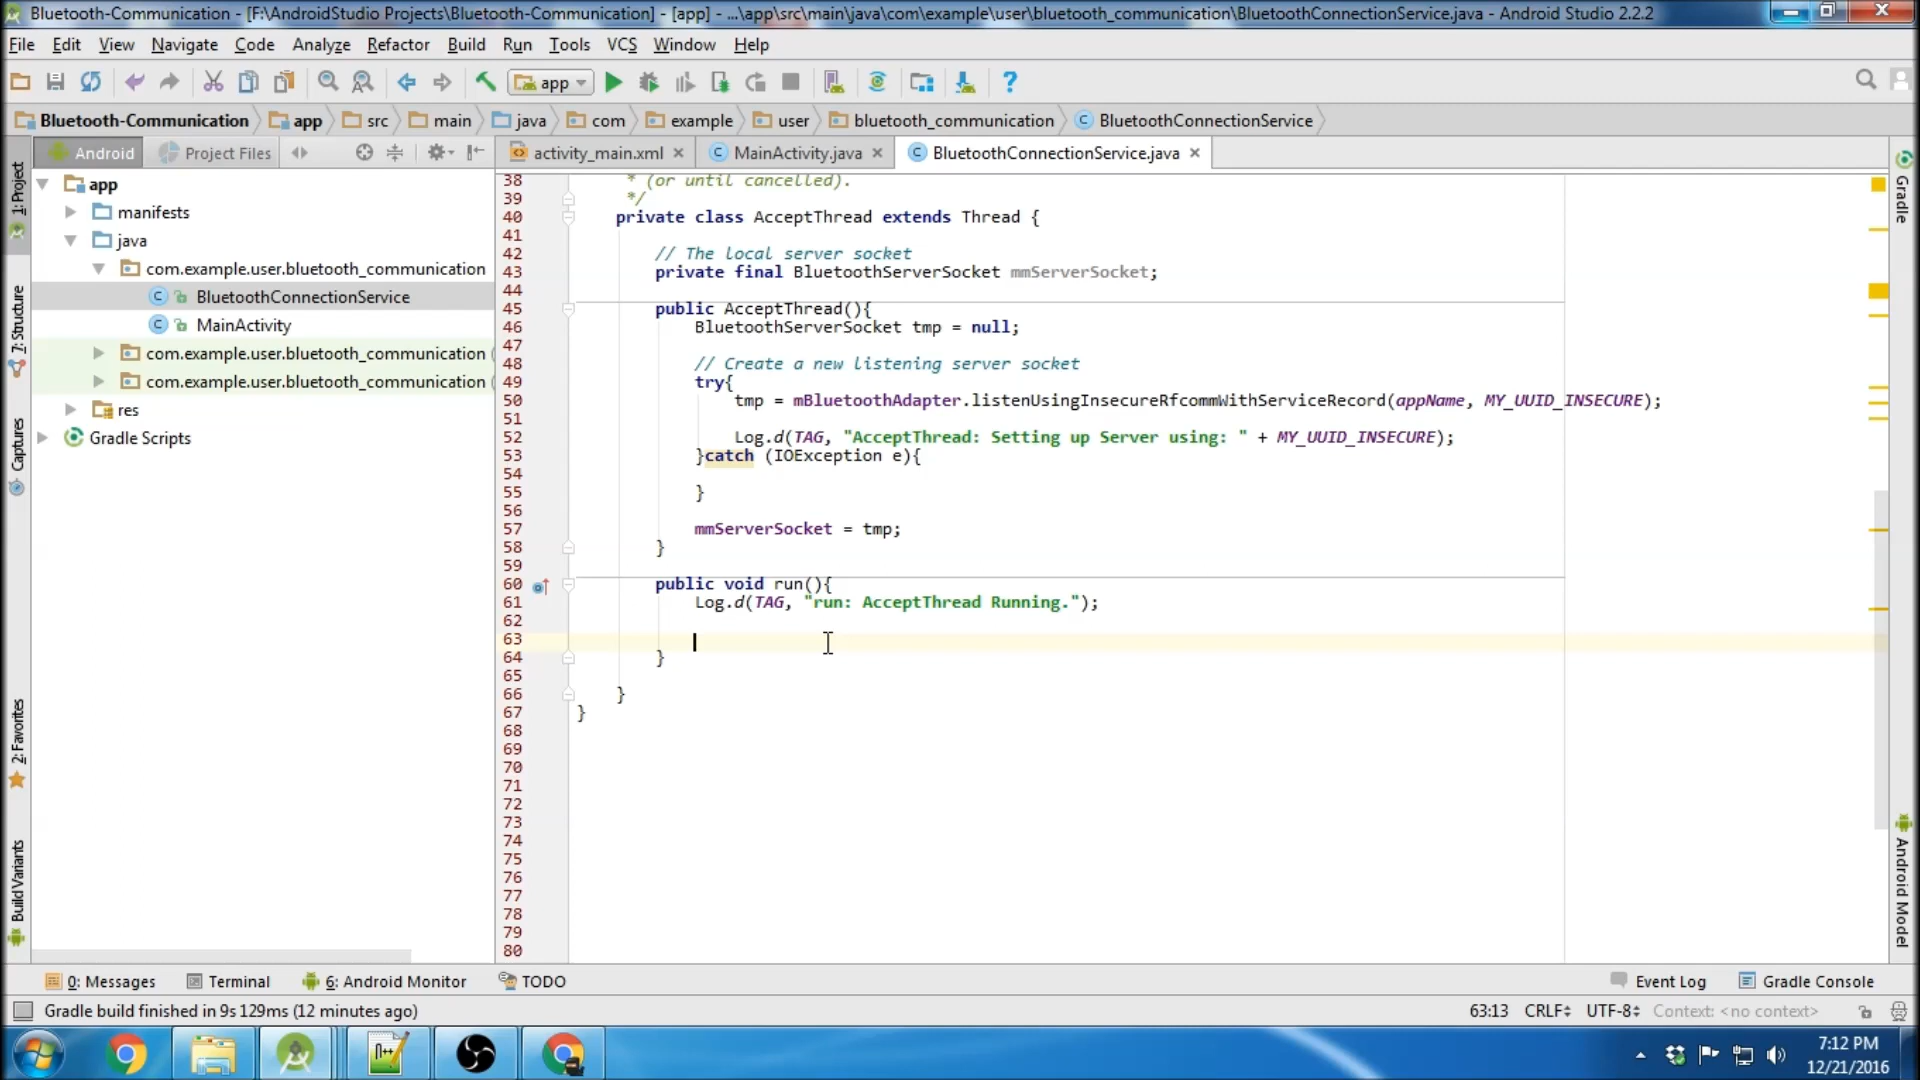 Bluetooth-Communication - [F:\AndroidStudio Projects\Bluetooth-Communication] - [app] - ...\app\src\main\java\com\example\user\bluetooth_communication\BluetoothConnectionService.java - Android Studio 2.2.2
File Edit View Navigate Code Analyze Refactor Build Run Tools VCS Window Help
app
Bluetooth-Communication app src main java com example user bluetooth_communication BluetoothConnectionService
Android Project Files
activity_main.xml MainActivity.java BluetoothConnectionService.java
app
manifests
java
com.example.user.bluetooth_communication
BluetoothConnectionService
MainActivity
com.example.user.bluetooth_communication (
com.example.user.bluetooth_communication (
res
Gradle Scripts
1: Project
7: Structure
Captures
2: Favorites
Build Variants
38 * (or until cancelled).
39 */
40 private class AcceptThread extends Thread {
41
42 // The local server socket
43 private final BluetoothServerSocket mmServerSocket;
44
45 public AcceptThread(){
46 BluetoothServerSocket tmp = null;
47
48 // Create a new listening server socket
49 try{
50 tmp = mBluetoothAdapter.listenUsingInsecureRfcommWithServiceRecord(appName, MY_UUID_INSECURE);
51
52 Log.d(TAG, "AcceptThread: Setting up Server using: " + MY_UUID_INSECURE);
53 }catch (IOException e){
54
55 }
56
57 mmServerSocket = tmp;
58 }
59
60 public void run(){
61 Log.d(TAG, "run: AcceptThread Running.");
62
63
64 }
65
66 }
67 }
68
69
70
71
72
73
74
75
76
77
78
79
80
Gradle
Android Model
0: Messages Terminal 6: Android Monitor TODO Event Log Gradle Console
Gradle build finished in 9s 129ms (12 minutes ago) 63:13 CRLF UTF-8 Context: <no context>
7:12 PM
12/21/2016